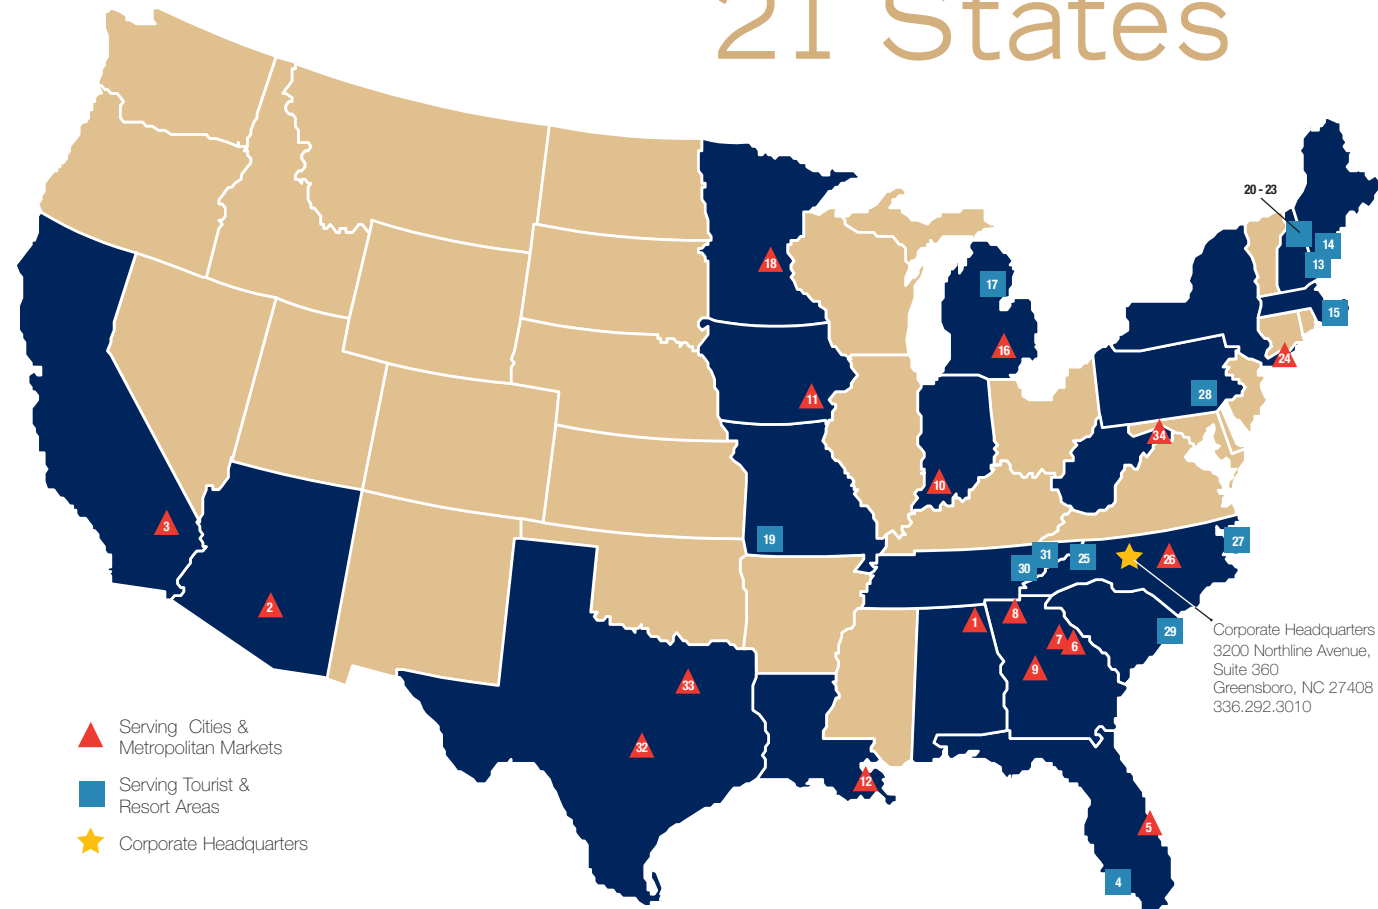 21 States
20 - 23
14
13
18
17
15
16
24
11
28
34
10
3
19
27
31
25
26
30
2
8
1
29
7
6
9
Corporate Headquarters
3200 Northline Avenue,
Suite 360
Greensboro, NC 27408
336.292.3010
33
32
12
5
4
Serving Cities &
Metropolitan Markets
Serving Tourist &
Resort Areas
Corporate Headquarters